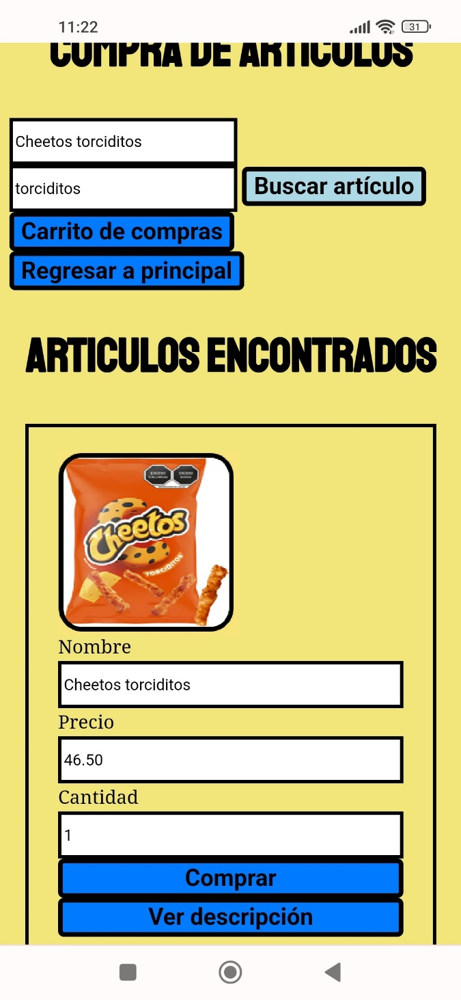 11:22
31
COMPRA DE ARTICULOS
Cheetos torciditos
torciditos
Buscar artículo
Carrito de compras
Regresar a principal
ARTICULOS ENCONTRADOS
EXCESO CALORÍAS
EXCESO SODIO
Cheetos
TORCIDITOS
Nombre
Cheetos torciditos
Precio
46.50
Cantidad
1
Comprar
Ver descripción